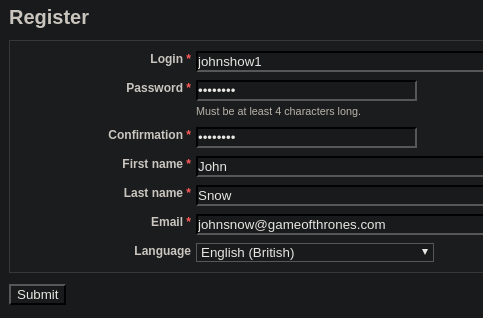 Register
Login * johnshow1
Password * ••••••••
Must be at least 4 characters long.
Confirmation * ••••••••
First name * John
Last name * Snow
Email * johnsnow@gameofthrones.com
Language English (British) ▼
Submit